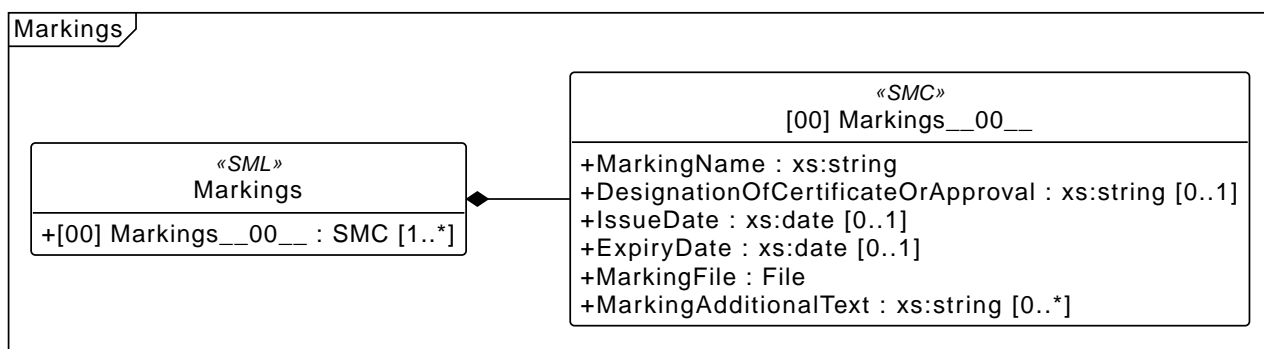 Markings
«SML»
Markings
+[00] Markings__00__ : SMC [1..*]
«SMC»
[00] Markings__00__
+MarkingName : xs:string
+DesignationOfCertificateOrApproval : xs:string [0..1]
+IssueDate : xs:date [0..1]
+ExpiryDate : xs:date [0..1]
+MarkingFile : File
+MarkingAdditionalText : xs:string [0..*]